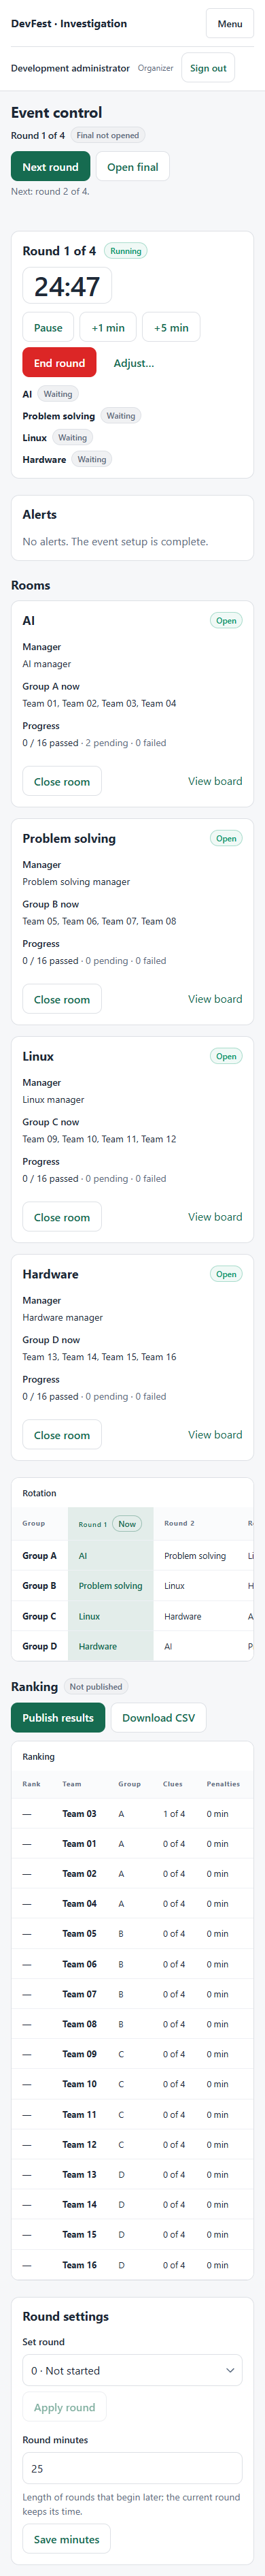 DevFest · Investigation
Menu
Development administrator Organizer Sign out
Event control
Round 1 of 4 Final not opened
Next round Open final
Next: round 2 of 4.
Round 1 of 4 Running
24:47
Pause +1 min +5 min
End round Adjust...
AI Waiting
Problem solving Waiting
Linux Waiting
Hardware Waiting
Alerts
No alerts. The event setup is complete.
Rooms
AI Open
Manager
AI manager
Group A now
Team 01, Team 02, Team 03, Team 04
Progress
0 / 16 passed · 2 pending · 0 failed
Close room View board
Problem solving Open
Manager
Problem solving manager
Group B now
Team 05, Team 06, Team 07, Team 08
Progress
0 / 16 passed · 0 pending · 0 failed
Close room View board
Linux Open
Manager
Linux manager
Group C now
Team 09, Team 10, Team 11, Team 12
Progress
0 / 16 passed · 0 pending · 0 failed
Close room View board
Hardware Open
Manager
Hardware manager
Group D now
Team 13, Team 14, Team 15, Team 16
Progress
0 / 16 passed · 0 pending · 0 failed
Close room View board
Rotation
Group Round 1 Now Round 2
Group A AI Problem solving Li
Group B Problem solving Linux H
Group C Linux Hardware A
Group D Hardware AI
Ranking Not published
Publish results Download CSV
Ranking
Rank Team Group Clues Penalties
— Team 03 A 1 of 4 0 min
— Team 01 A 0 of 4 0 min
— Team 02 A 0 of 4 0 min
— Team 04 A 0 of 4 0 min
— Team 05 B 0 of 4 0 min
— Team 06 B 0 of 4 0 min
— Team 07 B 0 of 4 0 min
— Team 08 B 0 of 4 0 min
— Team 09 C 0 of 4 0 min
— Team 10 C 0 of 4 0 min
— Team 11 C 0 of 4 0 min
— Team 12 C 0 of 4 0 min
— Team 13 D 0 of 4 0 min
— Team 14 D 0 of 4 0 min
— Team 15 D 0 of 4 0 min
— Team 16 D 0 of 4 0 min
Round settings
Set round
0 · Not started
Apply round
Round minutes
25
Length of rounds that begin later; the current round
keeps its time.
Save minutes